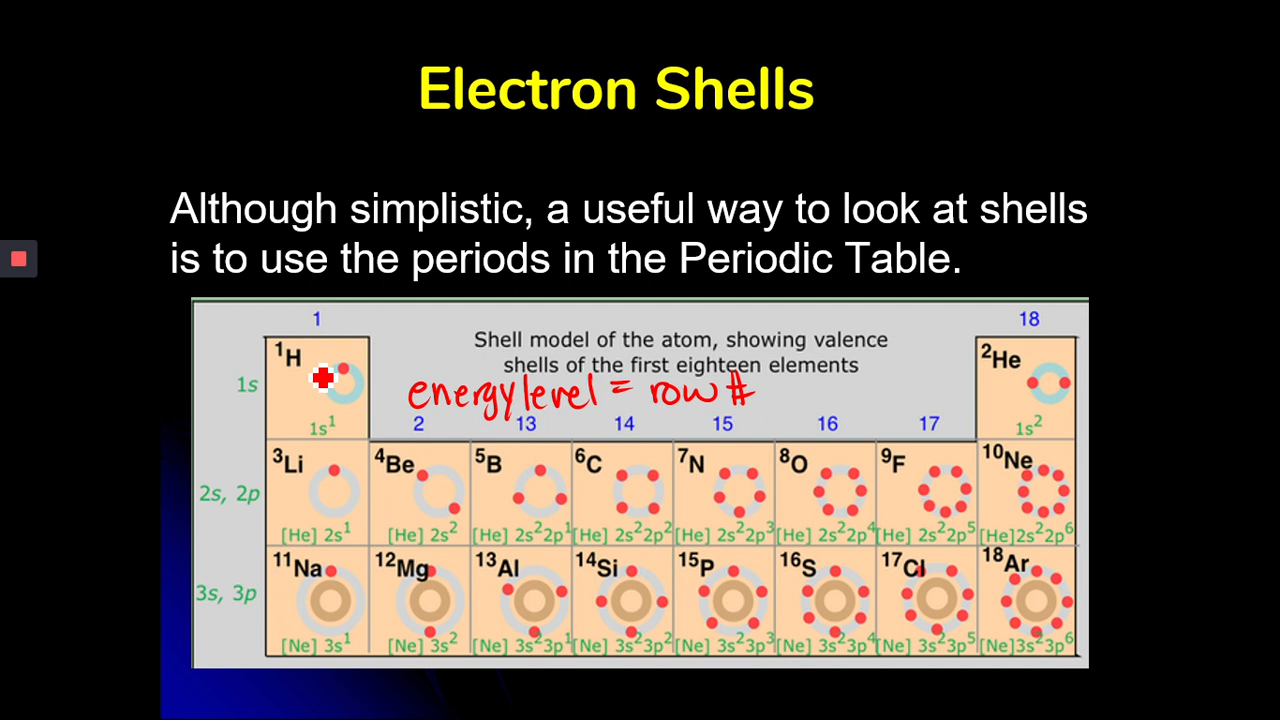 Electron Shells
Although simplistic, a useful way to look at shells
is to use the periods in the Periodic Table.
1
18
Shell model of the atom, showing valence
shells of the first eighteen elements
energy level = row #
1s
¹H
1s¹
²He
1s²
2
13
14
15
16
17
2s, 2p
³Li
⁴Be
⁵B
⁶C
⁷N
⁸O
⁹F
¹⁰Ne
[He] 2s¹
[He] 2s²
[He] 2s²2p¹
[He] 2s²2p²
[He] 2s²2p³
[He] 2s²2p⁴
[He] 2s²2p⁵
[He]2s²2p⁶
3s, 3p
¹¹Na
¹²Mg
¹³Al
¹⁴Si
¹⁵P
¹⁶S
¹⁷Cl
¹⁸Ar
[Ne] 3s¹
[Ne] 3s²
[Ne] 3s²3p¹
[Ne] 3s²3p²
[Ne] 3s²3p³
[Ne] 3s²3p⁴
[Ne] 3s²3p⁵
[Ne]3s²3p⁶